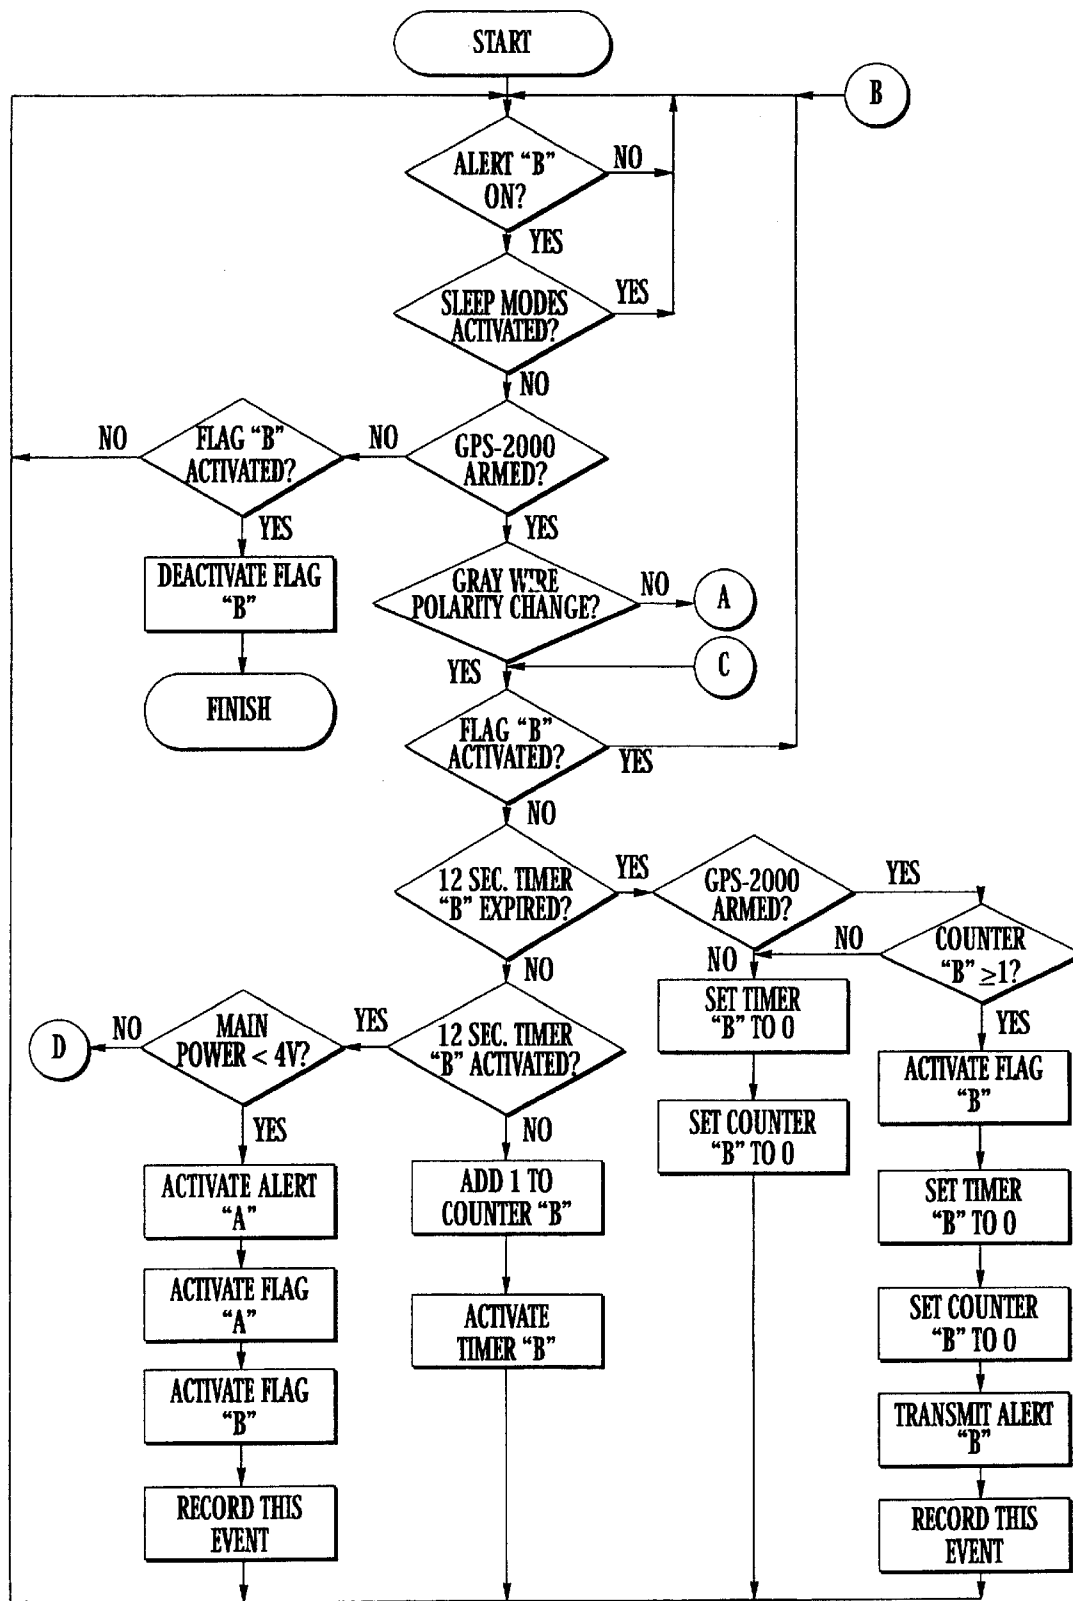 START
B
ALERT “B”
ON?
NO
YES
SLEEP MODES
ACTIVATED?
YES
NO
GPS-2000
ARMED?
NO
FLAG “B”
ACTIVATED?
NO
YES
YES
DEACTIVATE FLAG
“B”
FINISH
GRAY WIRE
POLARITY CHANGE?
NO
A
YES
C
FLAG “B”
ACTIVATED?
YES
NO
12 SEC. TIMER
“B” EXPIRED?
YES
GPS-2000
ARMED?
YES
NO
COUNTER
“B” ≥1?
NO
YES
NO
12 SEC. TIMER
“B” ACTIVATED?
YES
MAIN
POWER < 4V?
NO
D
YES
NO
SET TIMER
“B” TO 0
SET COUNTER
“B” TO 0
ACTIVATE FLAG
“B”
SET TIMER
“B” TO 0
SET COUNTER
“B” TO 0
TRANSMIT ALERT
“B”
RECORD THIS
EVENT
ACTIVATE ALERT
“A”
ACTIVATE FLAG
“A”
ACTIVATE FLAG
“B”
RECORD THIS
EVENT
ADD 1 TO
COUNTER “B”
ACTIVATE
TIMER “B”